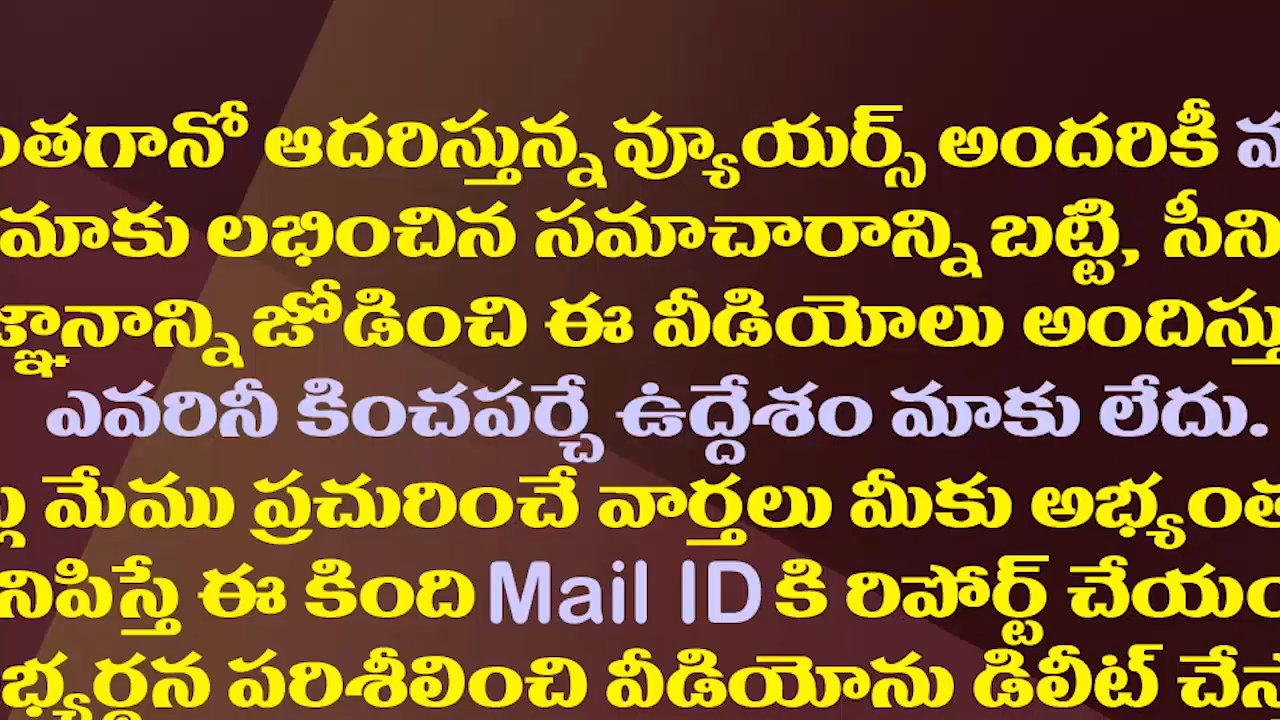 ంతగానో ఆదరిస్తున్న వ్యూయర్స్ అందరికీ
మాకు లభించిన సమాచారాన్ని బట్టి, సీని
జ్ఞానాన్ని జోడించి ఈ వీడియోలు అందిస్తు
ఎవరినీ కించపర్చే ఉద్దేశం మాకు లేదు.
మేము ప్రచురించే వార్తలు మీకు అభ్యంత
నిపిస్తే ఈ కింది Mail ID కి రిపోర్ట్ చేయం
భ్యర్థన పరిశీలించి వీడియోను డిలీట్ చేస